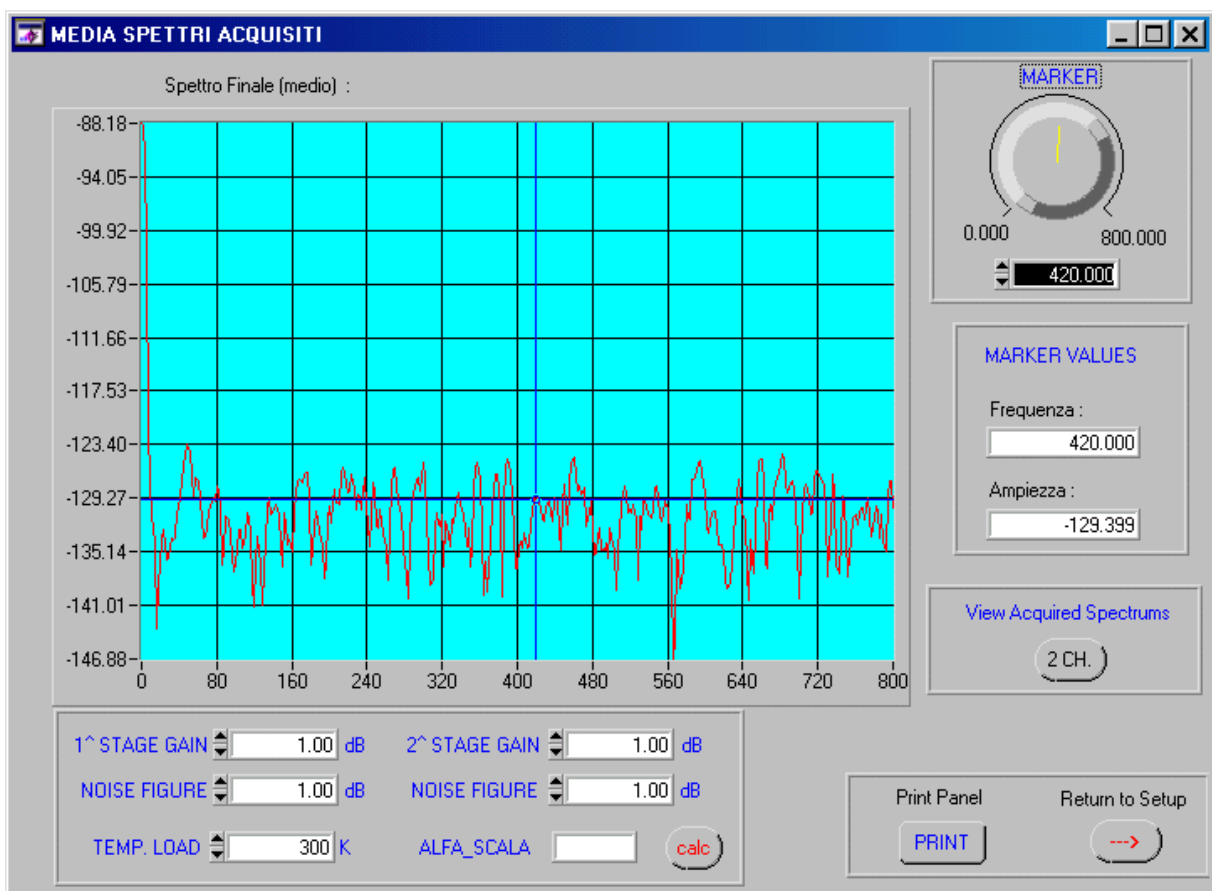 MEDIA SPETTRI ACQUISITI
Spettro Finale (medio) :
-88.18
-94.05
-99.92
-105.79
-111.66
-117.53
-123.40
-129.27
-135.14
-141.01
-146.88
0 80 160 240 320 400 480 560 640 720 800
MARKER
0.000 800.000
420.000
MARKER VALUES
Frequenza :
420.000
Ampiezza :
-129.399
View Acquired Spectrums
2 CH.
1^ STAGE GAIN 1.00 dB 2^ STAGE GAIN 1.00 dB
NOISE FIGURE 1.00 dB NOISE FIGURE 1.00 dB
TEMP. LOAD 300 K ALFA_SCALA calc
Print Panel Return to Setup
PRINT --->